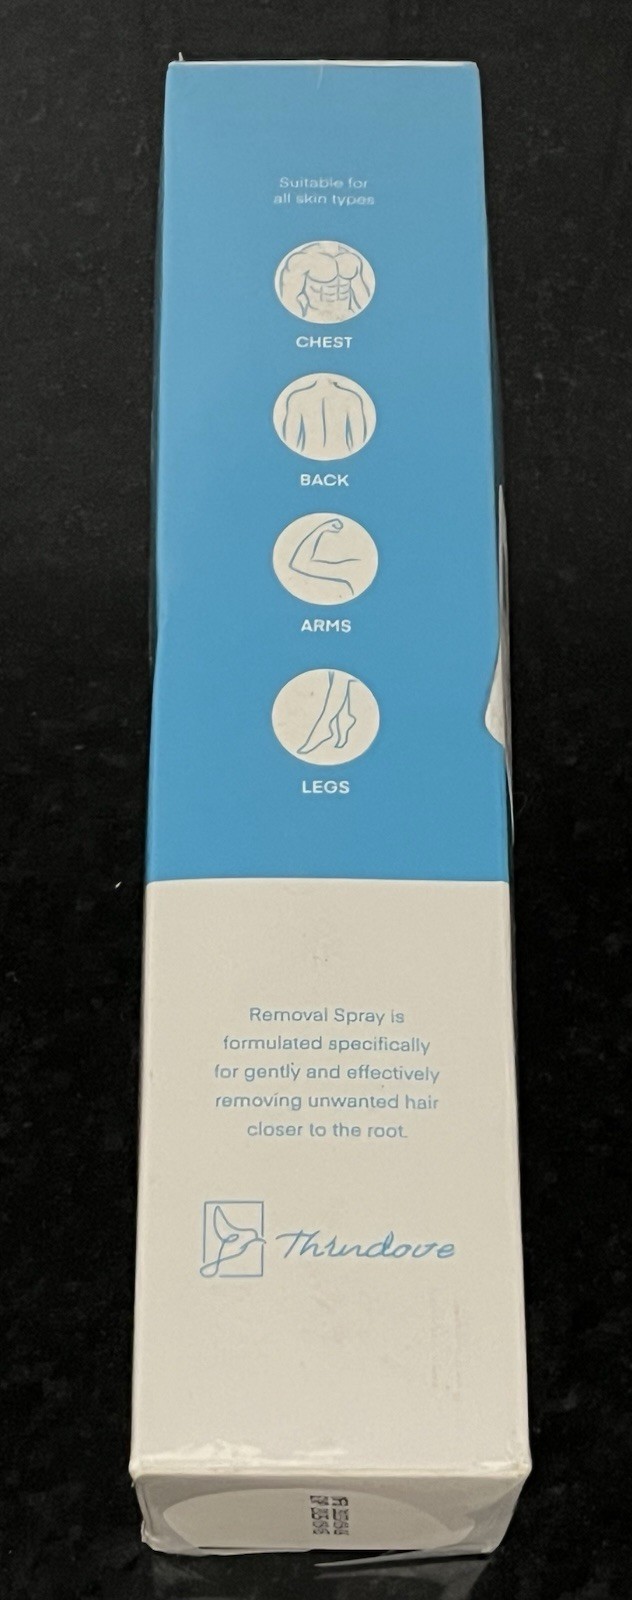 Suitable for
all skin types
CHEST
BACK
ARMS
LEGS
Removal Spray is
formulated specifically
for gently and effectively
removing unwanted hair
closer to the root.
Thrundove